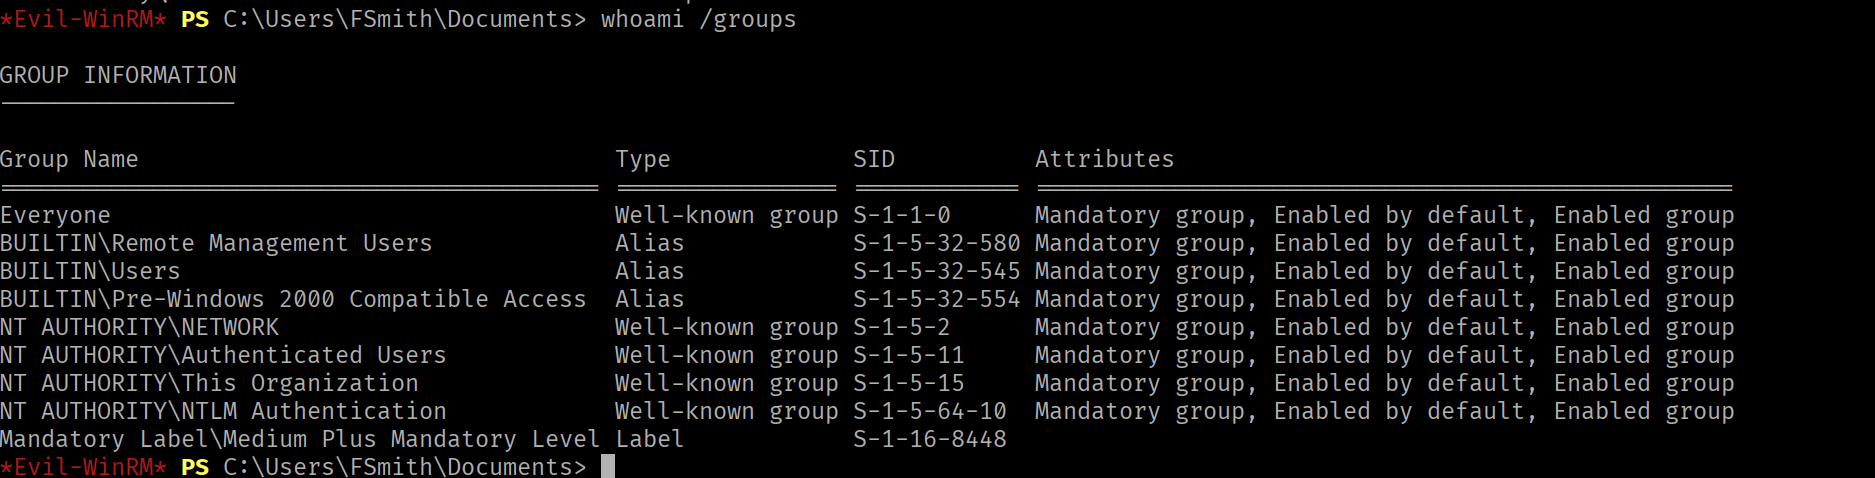 *Evil-WinRM* PS C:\Users\FSmith\Documents> whoami /groups
GROUP INFORMATION
-----------------
Group Name Type SID Attributes
=========================================== ================ ============ ==================================================
Everyone Well-known group S-1-1-0 Mandatory group, Enabled by default, Enabled group
BUILTIN\Remote Management Users Alias S-1-5-32-580 Mandatory group, Enabled by default, Enabled group
BUILTIN\Users Alias S-1-5-32-545 Mandatory group, Enabled by default, Enabled group
BUILTIN\Pre-Windows 2000 Compatible Access Alias S-1-5-32-554 Mandatory group, Enabled by default, Enabled group
NT AUTHORITY\NETWORK Well-known group S-1-5-2 Mandatory group, Enabled by default, Enabled group
NT AUTHORITY\Authenticated Users Well-known group S-1-5-11 Mandatory group, Enabled by default, Enabled group
NT AUTHORITY\This Organization Well-known group S-1-5-15 Mandatory group, Enabled by default, Enabled group
NT AUTHORITY\NTLM Authentication Well-known group S-1-5-64-10 Mandatory group, Enabled by default, Enabled group
Mandatory Label\Medium Plus Mandatory Level Label S-1-16-8448
*Evil-WinRM* PS C:\Users\FSmith\Documents>